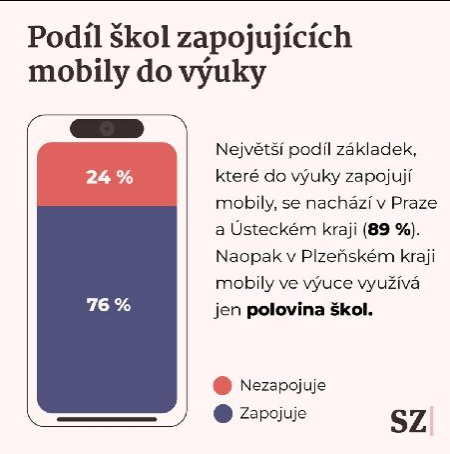 Podíl škol zapojujících
mobily do výuky
24 %
76 %
Největší podíl základek,
které do výuky zapojují
mobily, se nachází v Praze
a Ústeckém kraji (89 %).
Naopak v Plzeňském kraji
mobily ve výuce využívá
jen polovina škol.
Nezapojuje
Zapojuje
SZ